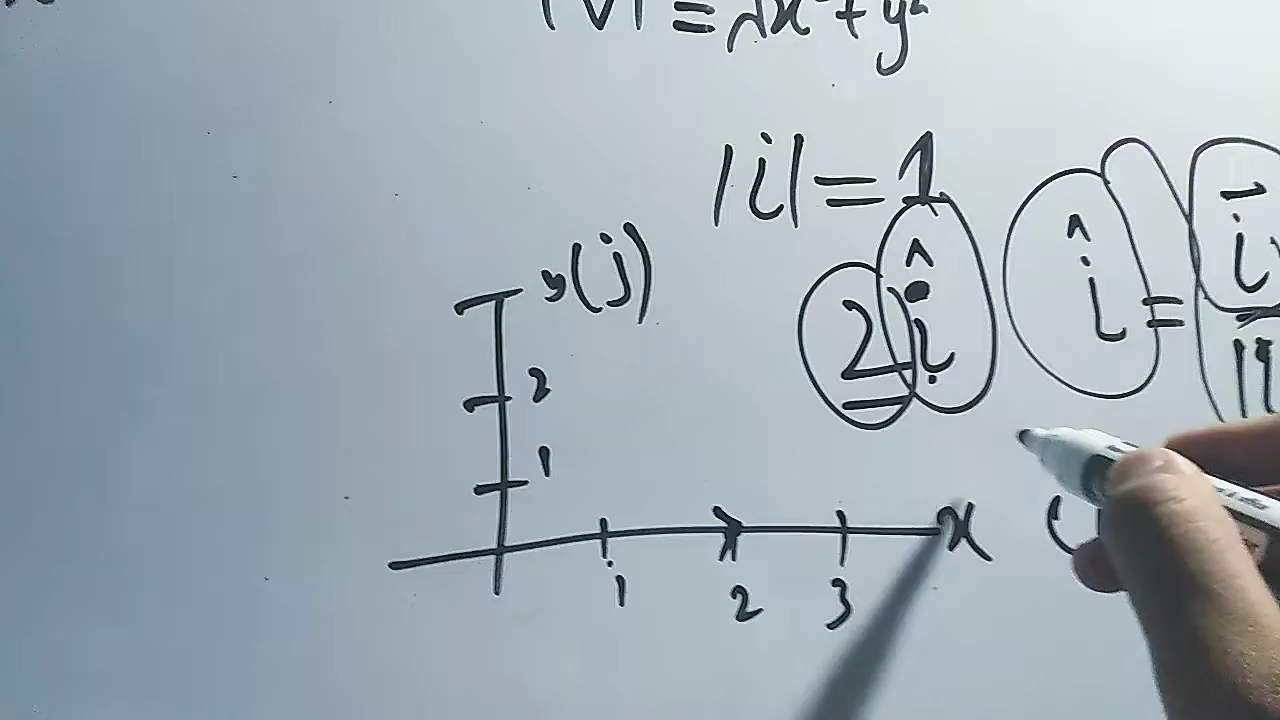 |V| = √x² + y²
|i| = 1
2î î = i⃗
y(j)
2
1
x
1 2 3